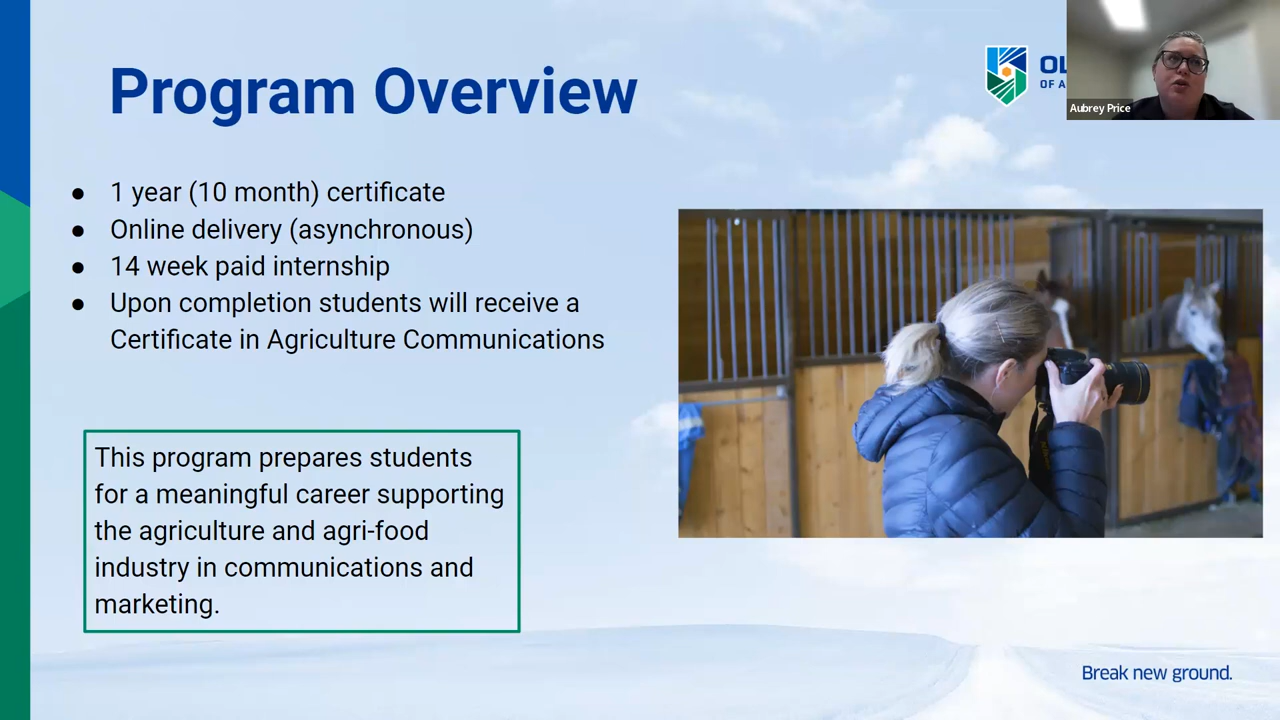 Program Overview
OL
OF A
Aubrey Price
● 1 year (10 month) certificate
● Online delivery (asynchronous)
● 14 week paid internship
● Upon completion students will receive a
Certificate in Agriculture Communications
This program prepares students
for a meaningful career supporting
the agriculture and agri-food
industry in communications and
marketing.
Break new ground.